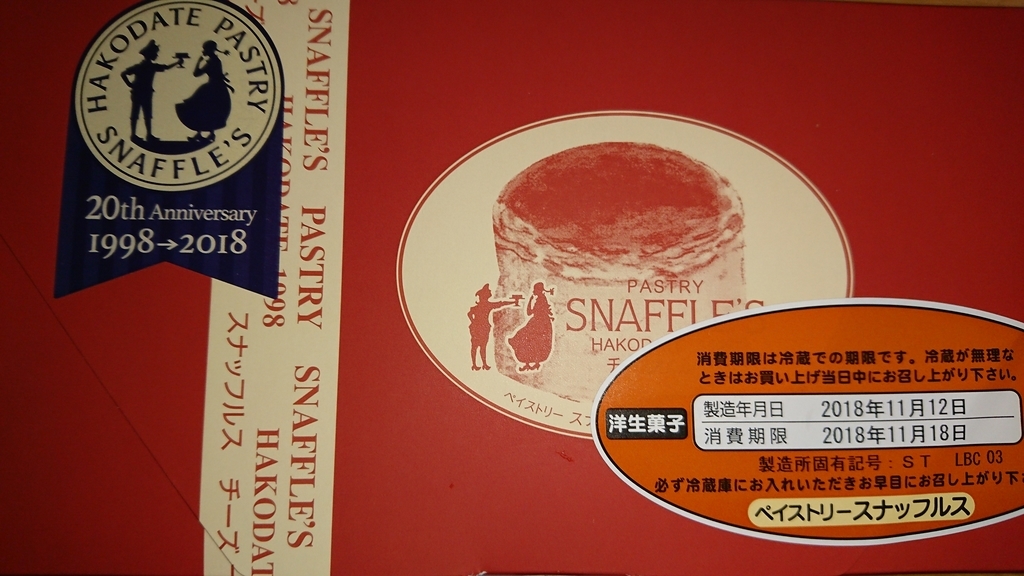 HAKODATE PASTRY
SNAFFLE'S
20th Anniversary
1998→2018
SNAFFLE'S PASTRY SNAFFLE'S
HAKODATE 1998
HAKODAT
スナッフルス チーズ
PASTRY
SNAFFLE'S
HAKOD
チ
ペイストリー スナ
消費期限は冷蔵での期限です。冷蔵が無理な
ときはお買い上げ当日中にお召し上がり下さい。
洋生菓子
製造年月日 2018年11月12日
消費期限 2018年11月18日
製造所固有記号:ST LBC 03
必ず冷蔵庫にお入れいただきお早目にお召し上がり下さ
ペイストリースナッフルス